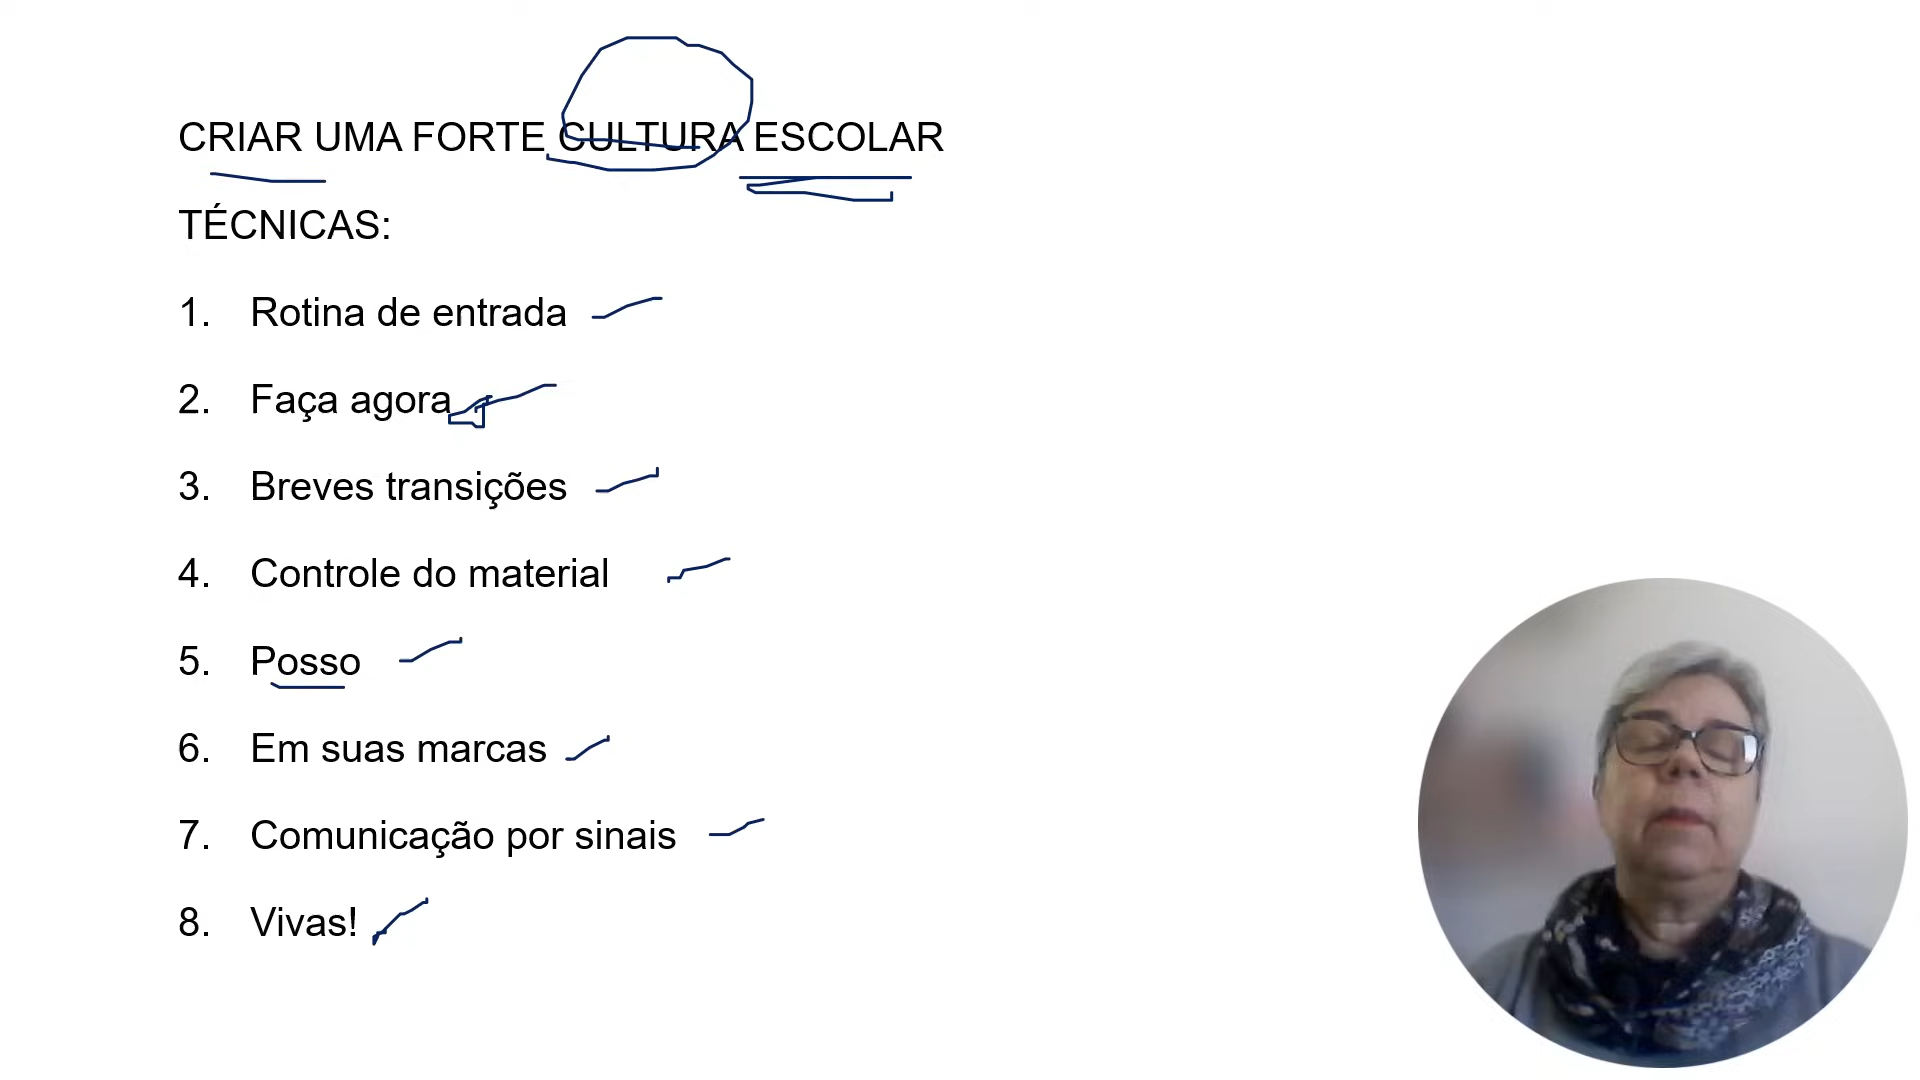 CRIAR UMA FORTE CULTURA ESCOLAR
TÉCNICAS:
1. Rotina de entrada
2. Faça agora
3. Breves transições
4. Controle do material
5. Posso
6. Em suas marcas
7. Comunicação por sinais
8. Vivas!